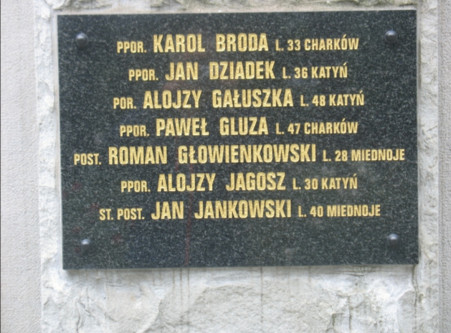 PPOR. KAROL BRODA L. 33 CHARKÓW
PPOR. JAN DZIADEK L. 36 KATYŃ
POR. ALOJZY GAŁUSZKA L. 48 KATYŃ
PPOR. PAWEŁ GLUZA L. 47 CHARKÓW
POST. ROMAN GŁOWIENKOWSKI L. 28 MIEDNOJE
PPOR. ALOJZY JAGOSZ L. 30 KATYŃ
ST. POST. JAN JANKOWSKI L. 40 MIEDNOJE